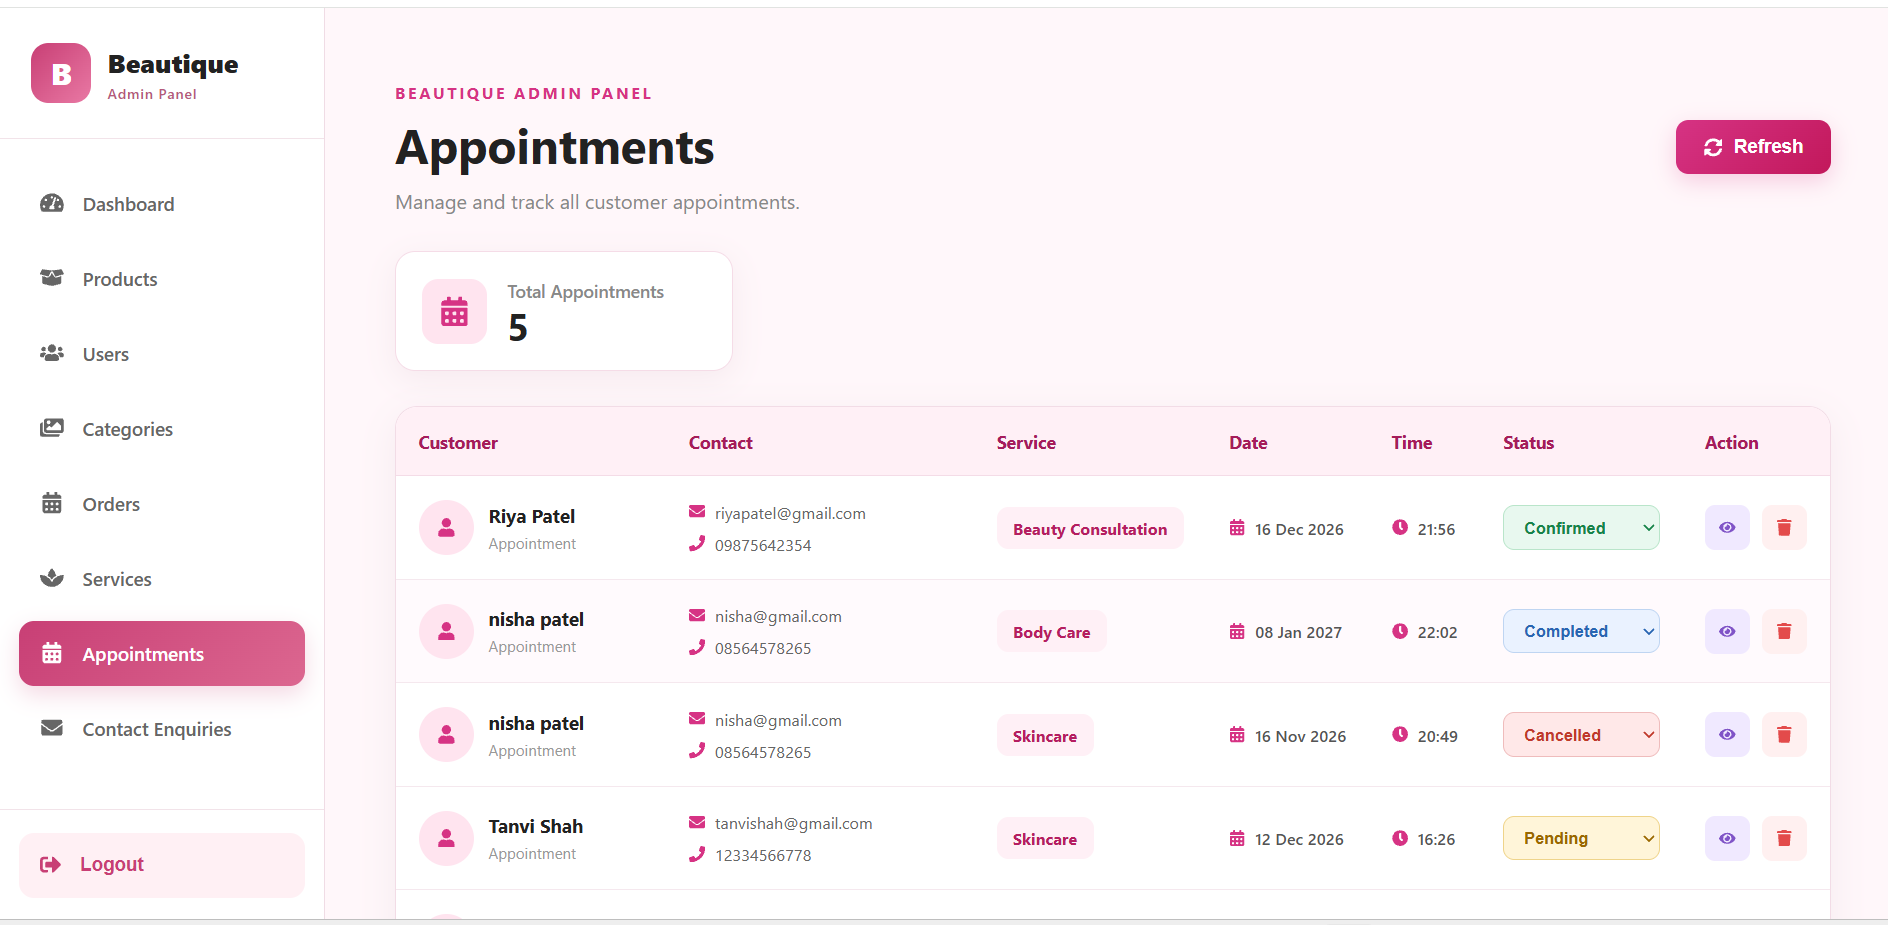 B
Beautique
Admin Panel
Dashboard
Products
Users
Categories
Orders
Services
Appointments
Contact Enquiries
Logout
BEAUTIQUE ADMIN PANEL
Appointments
Manage and track all customer appointments.
Refresh
Total Appointments
5
Customer Contact Service Date Time Status Action
Riya Patel
Appointment
riyapatel@gmail.com
09875642354
Beauty Consultation
16 Dec 2026
21:56
Confirmed
nisha patel
Appointment
nisha@gmail.com
08564578265
Body Care
08 Jan 2027
22:02
Completed
nisha patel
Appointment
nisha@gmail.com
08564578265
Skincare
16 Nov 2026
20:49
Cancelled
Tanvi Shah
Appointment
tanvishah@gmail.com
12334566778
Skincare
12 Dec 2026
16:26
Pending